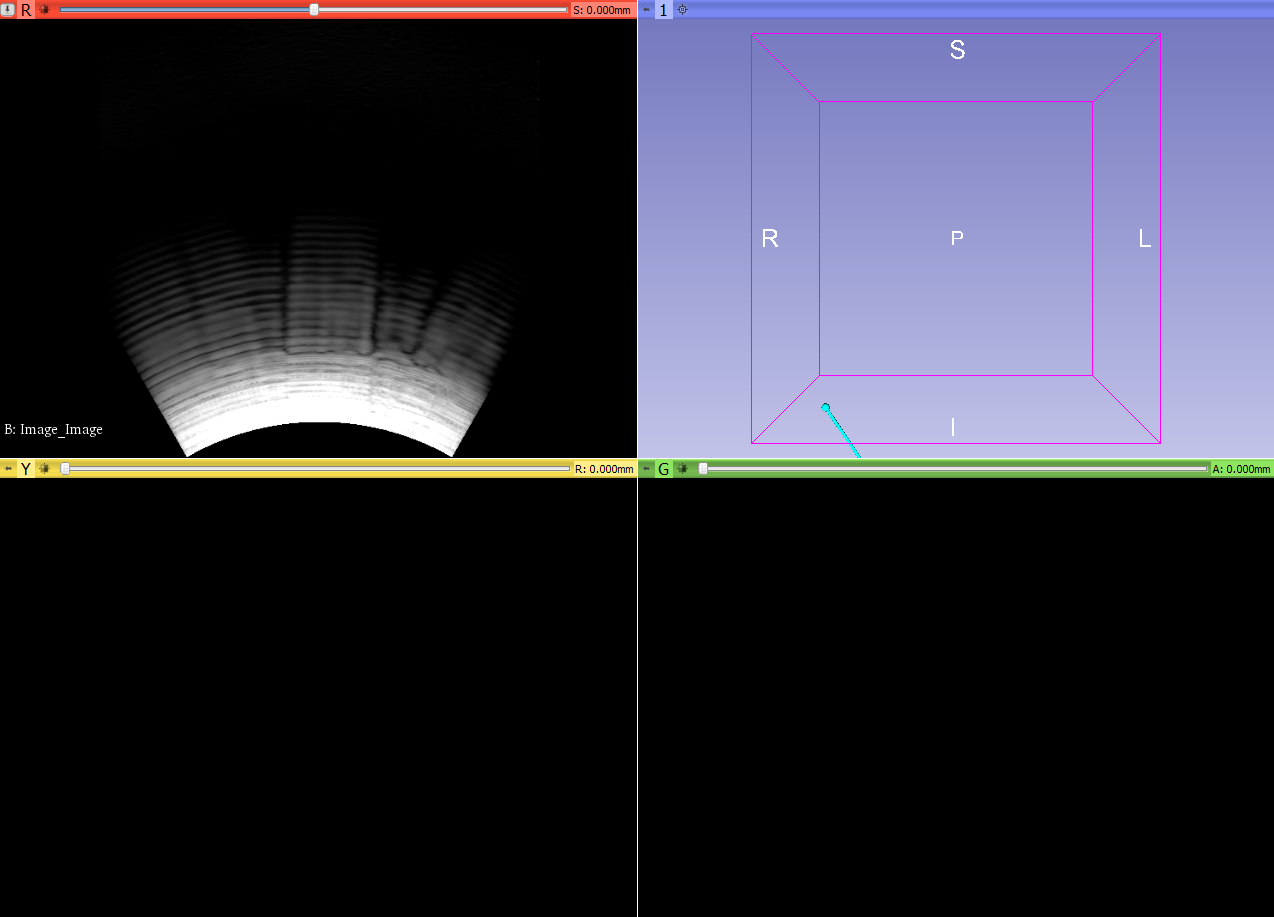 R S: 0.000mm
1
S
R P L
I
B: Image_Image
Y R: 0.000mm
G A: 0.000mm